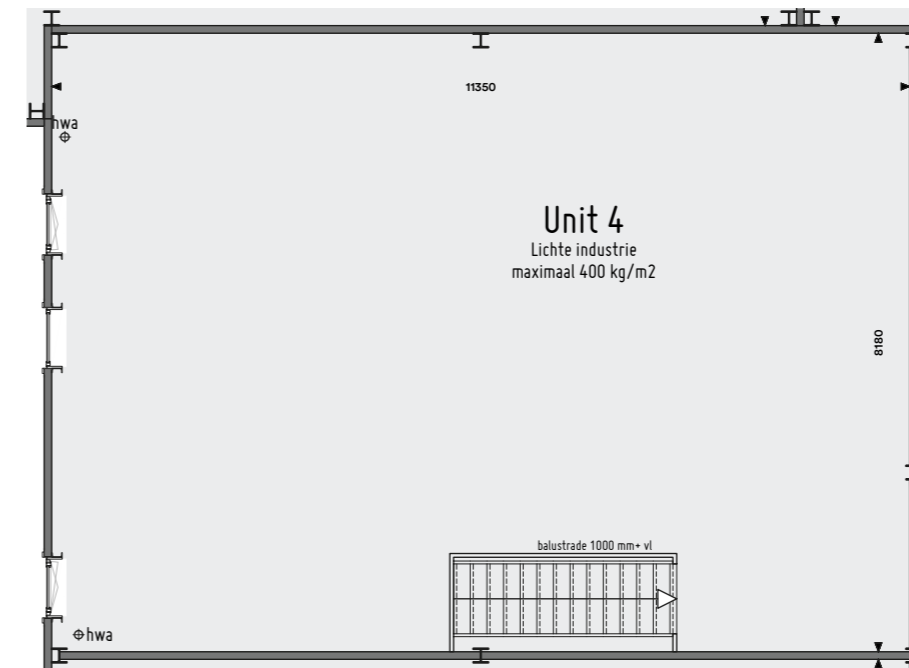 11350
hwa
Unit 4
Lichte industrie
maximaal 400 kg/m2
8180
balustrade 1000 mm+ vl
hwa